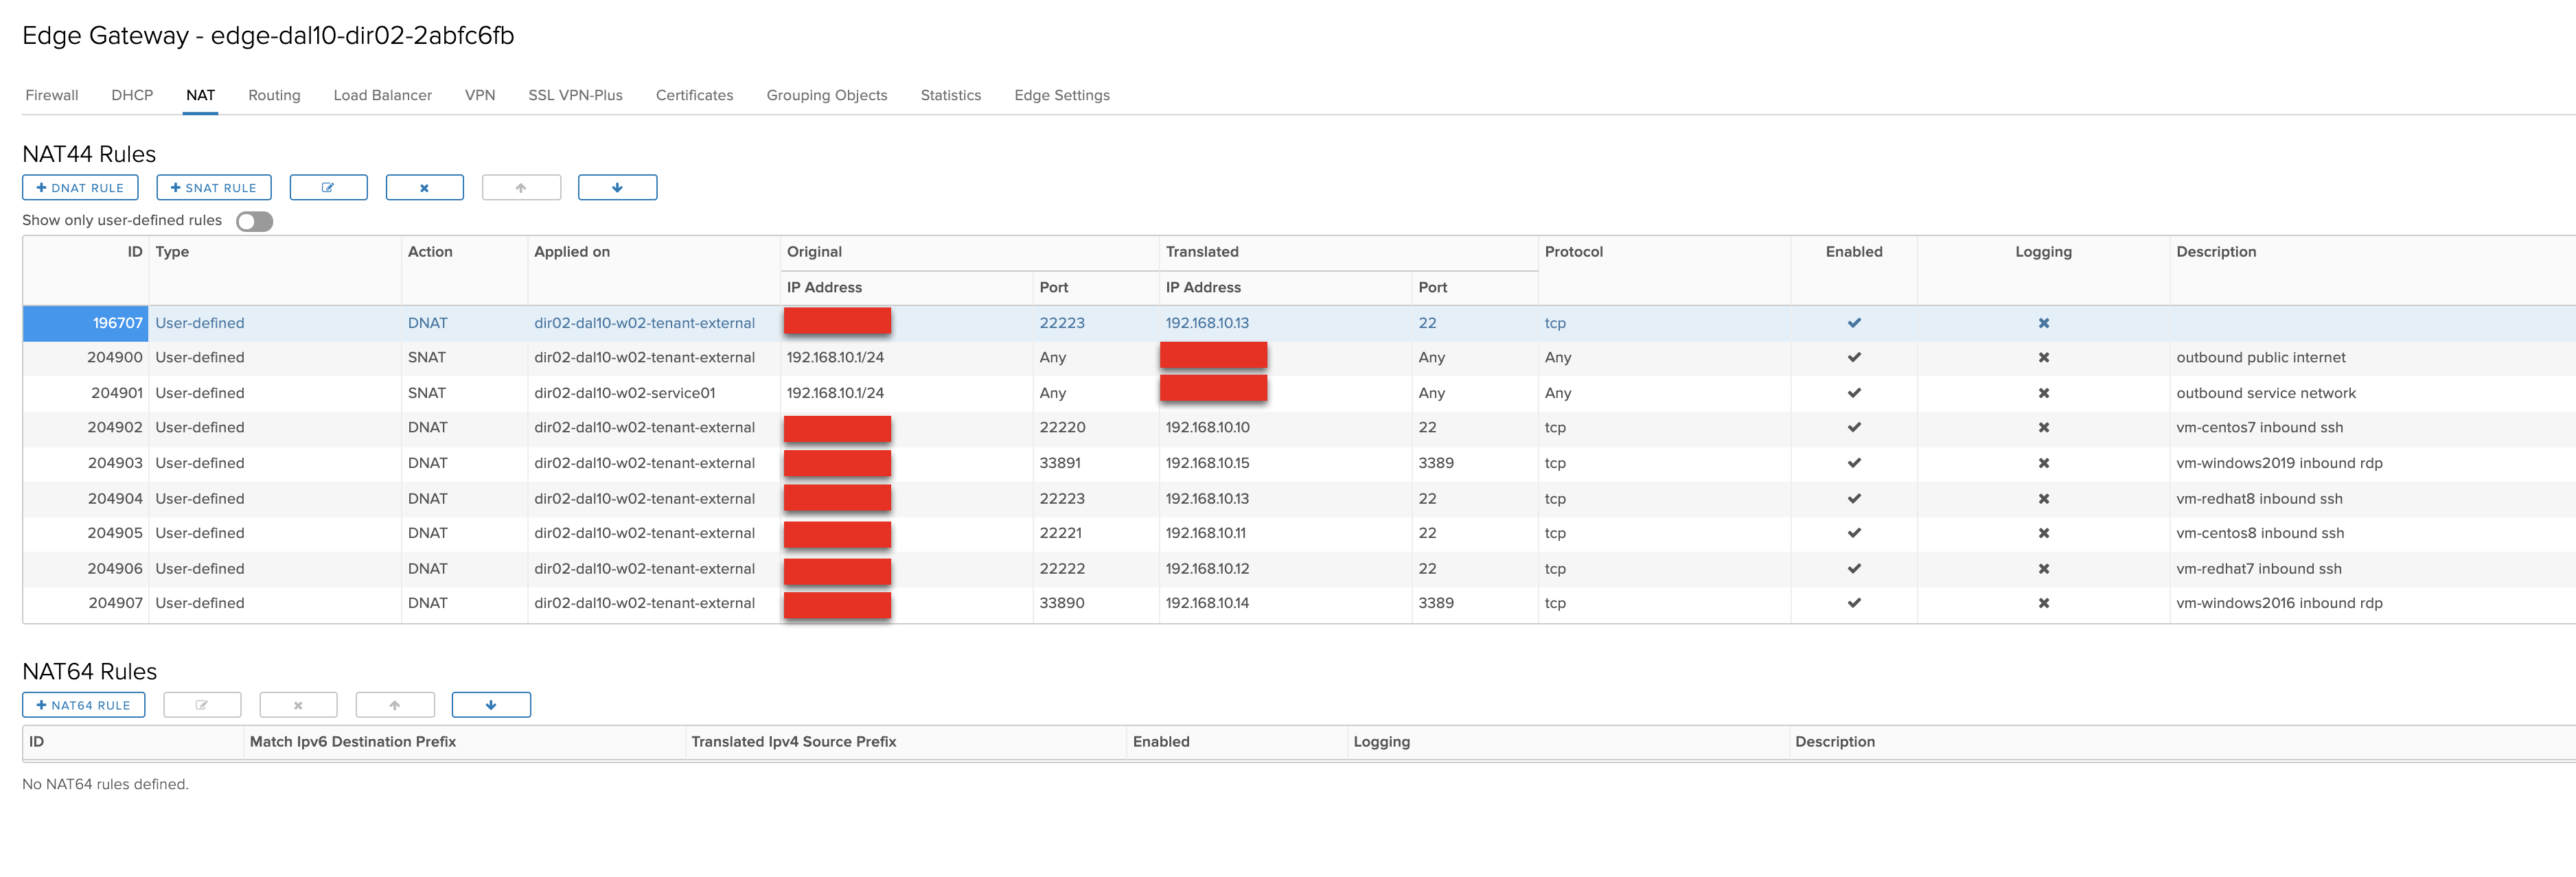 Edge Gateway - edge-dal10-dir02-2abfc6fb
Firewall DHCP NAT Routing Load Balancer VPN SSL VPN-Plus Certificates Grouping Objects Statistics Edge Settings
NAT44 Rules
+ DNAT RULE + SNAT RULE
Show only user-defined rules
ID Type Action Applied on Original Translated Protocol Enabled Logging Description
IP Address Port IP Address Port
196707 User-defined DNAT dir02-dal10-w02-tenant-external 22223 192.168.10.13 22 tcp
204900 User-defined SNAT dir02-dal10-w02-tenant-external 192.168.10.1/24 Any Any Any outbound public internet
204901 User-defined SNAT dir02-dal10-w02-service01 192.168.10.1/24 Any Any Any outbound service network
204902 User-defined DNAT dir02-dal10-w02-tenant-external 22220 192.168.10.10 22 tcp vm-centos7 inbound ssh
204903 User-defined DNAT dir02-dal10-w02-tenant-external 33891 192.168.10.15 3389 tcp vm-windows2019 inbound rdp
204904 User-defined DNAT dir02-dal10-w02-tenant-external 22223 192.168.10.13 22 tcp vm-redhat8 inbound ssh
204905 User-defined DNAT dir02-dal10-w02-tenant-external 22221 192.168.10.11 22 tcp vm-centos8 inbound ssh
204906 User-defined DNAT dir02-dal10-w02-tenant-external 22222 192.168.10.12 22 tcp vm-redhat7 inbound ssh
204907 User-defined DNAT dir02-dal10-w02-tenant-external 33890 192.168.10.14 3389 tcp vm-windows2016 inbound rdp
NAT64 Rules
+ NAT64 RULE
ID Match Ipv6 Destination Prefix Translated Ipv4 Source Prefix Enabled Logging Description
No NAT64 rules defined.